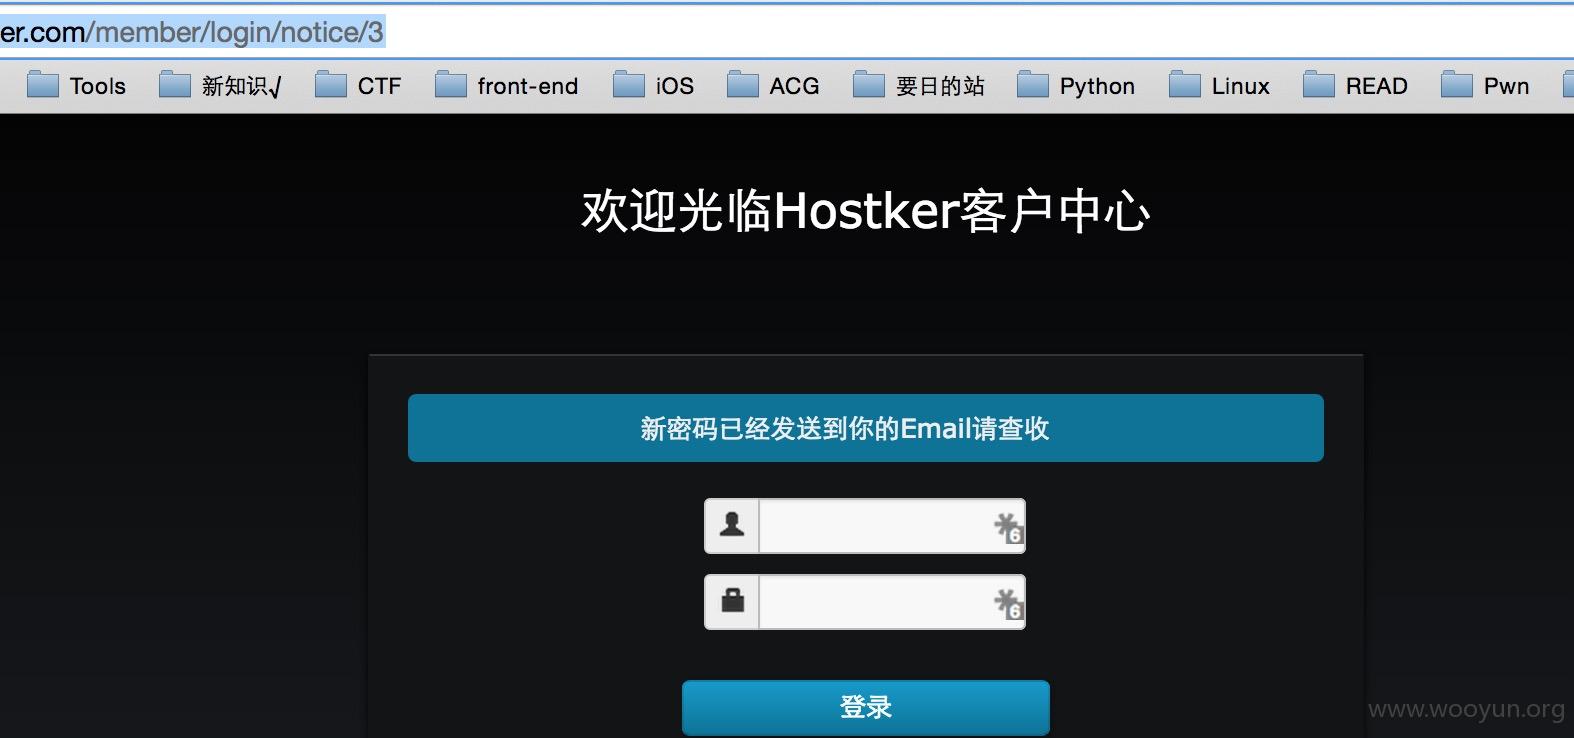 er.com/member/login/notice/3
Tools 新知识√ CTF front-end iOS ACG 要日的站 Python Linux READ Pwn
欢迎光临Hostker客户中心
新密码已经发送到你的Email请查收
6
6
登录
www.wooyun.org